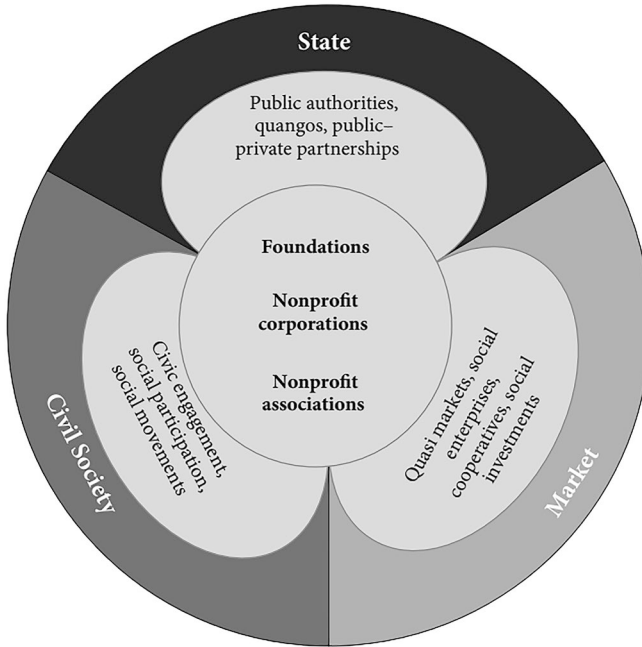 State
Public authorities,
quangos, public–
private partnerships
Foundations
Nonprofit
corporations
Nonprofit
associations
Civic engagement,
social participation,
social movements
Civil Society
Quasi markets, social
enterprises,
cooperatives, social
investments
Market